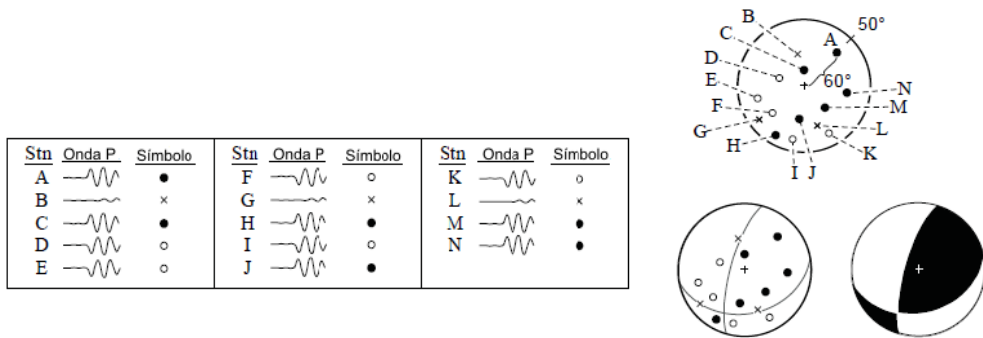 Stn Onda P Símbolo
A
B
C
D
E
Stn Onda P Símbolo
F
G
H
I
J
Stn Onda P Símbolo
K
L
M
N
B
C
D
E
F
G
H
I
J
K
L
M
N
A
50°
60°